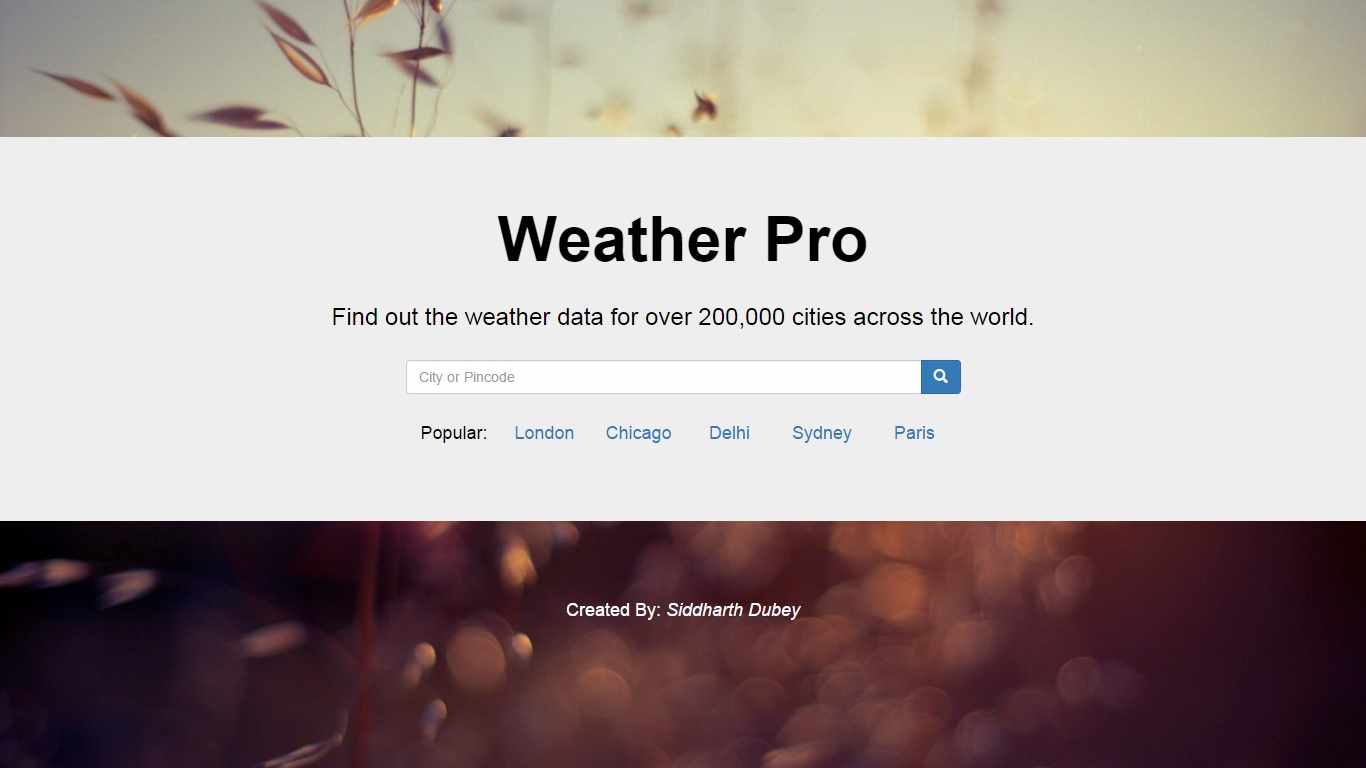 Weather Pro
Find out the weather data for over 200,000 cities across the world.
City or Pincode
Popular: London Chicago Delhi Sydney Paris
Created By: Siddharth Dubey